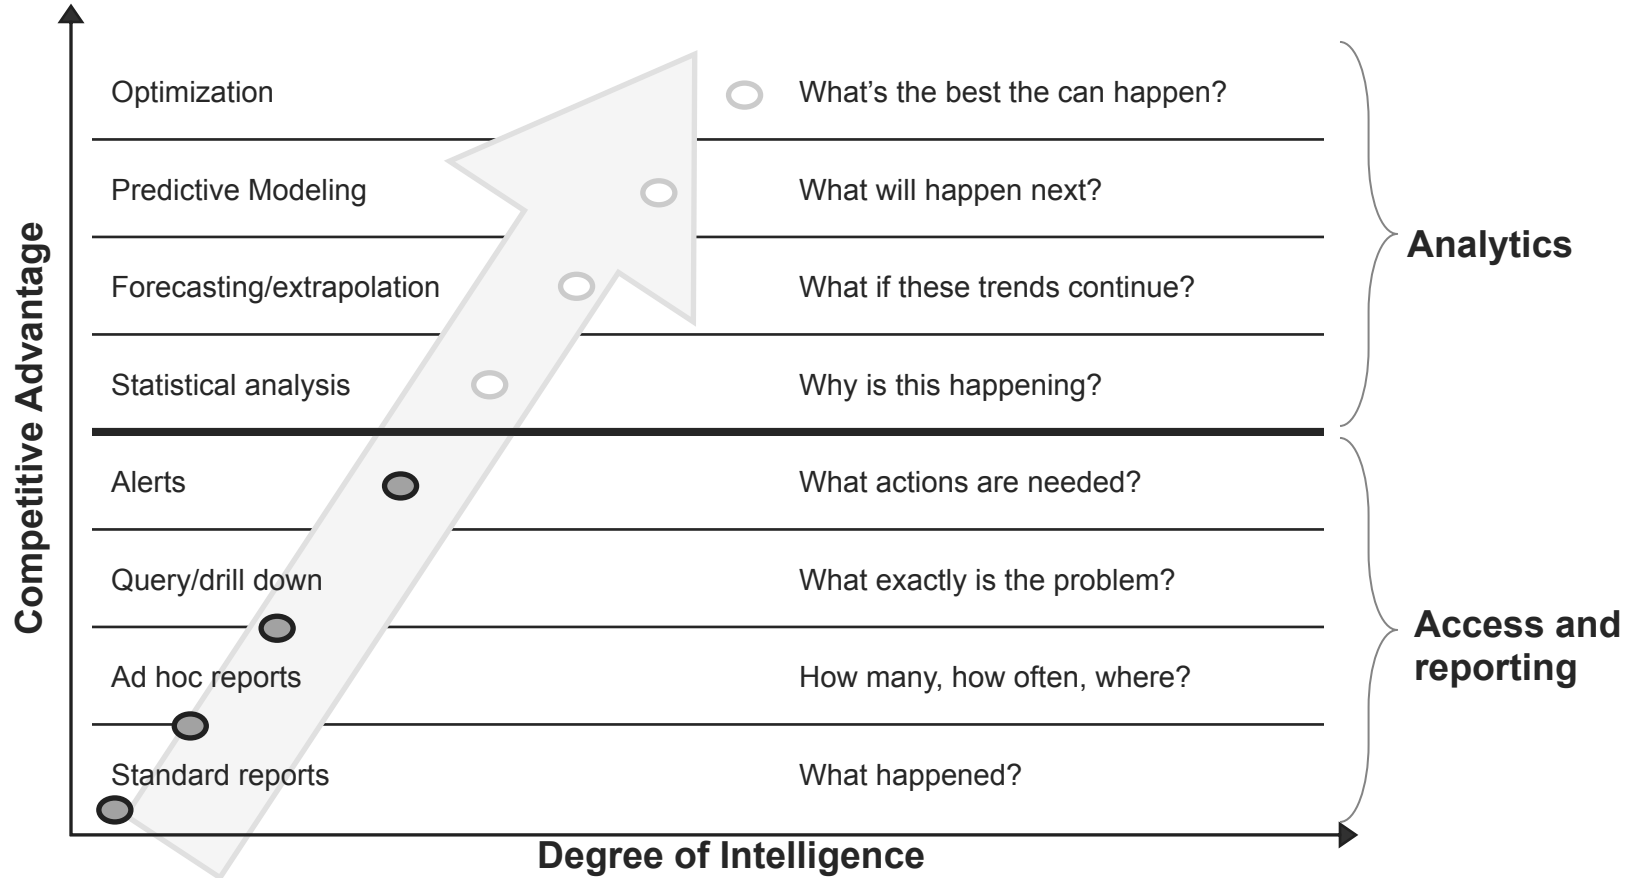 Optimization
What’s the best the can happen?
Predictive Modeling
What will happen next?
Analytics
Forecasting/extrapolation
What if these trends continue?
Statistical analysis
Why is this happening?
Competitive Advantage
Alerts
What actions are needed?
Query/drill down
What exactly is the problem?
Access and
reporting
Ad hoc reports
How many, how often, where?
Standard reports
What happened?
Degree of Intelligence